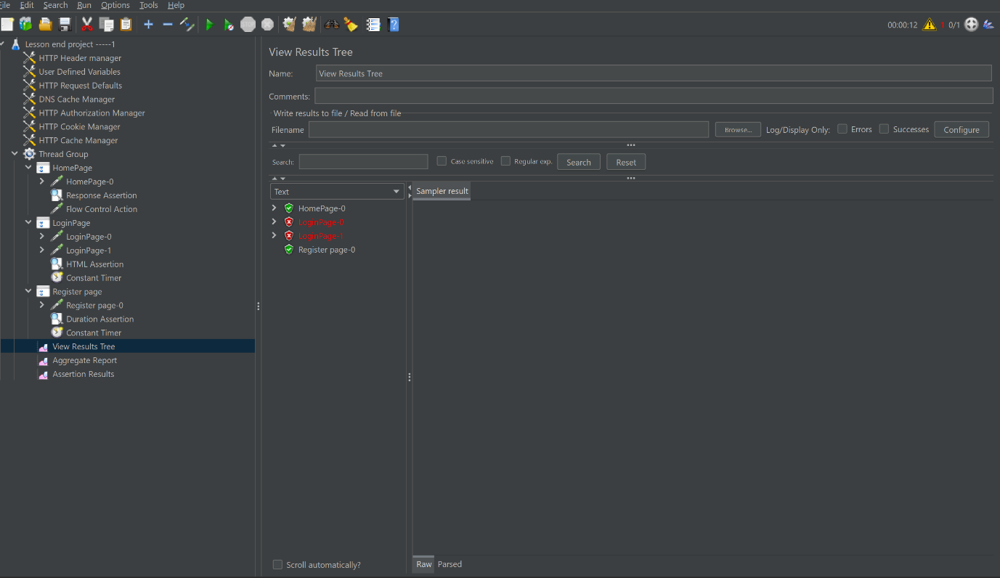 File Edit Search Run Options Tools Help
STOP
00:00:12 1 0/1
Lesson end project -----1
HTTP Header manager
User Defined Variables
HTTP Request Defaults
DNS Cache Manager
HTTP Authorization Manager
HTTP Cookie Manager
HTTP Cache Manager
Thread Group
HomePage
HomePage-0
Response Assertion
Flow Control Action
LoginPage
LoginPage-0
LoginPage-1
HTML Assertion
Constant Timer
Register page
Register page-0
Duration Assertion
Constant Timer
View Results Tree
Aggregate Report
Assertion Results
View Results Tree
Name: View Results Tree
Comments:
Write results to file / Read from file
Filename Browse... Log/Display Only: Errors Successes Configure
Search: Case sensitive Regular exp. Search Reset
Text
HomePage-0
LoginPage-0
LoginPage-1
Register page-0
Scroll automatically?
Sampler result
Raw Parsed